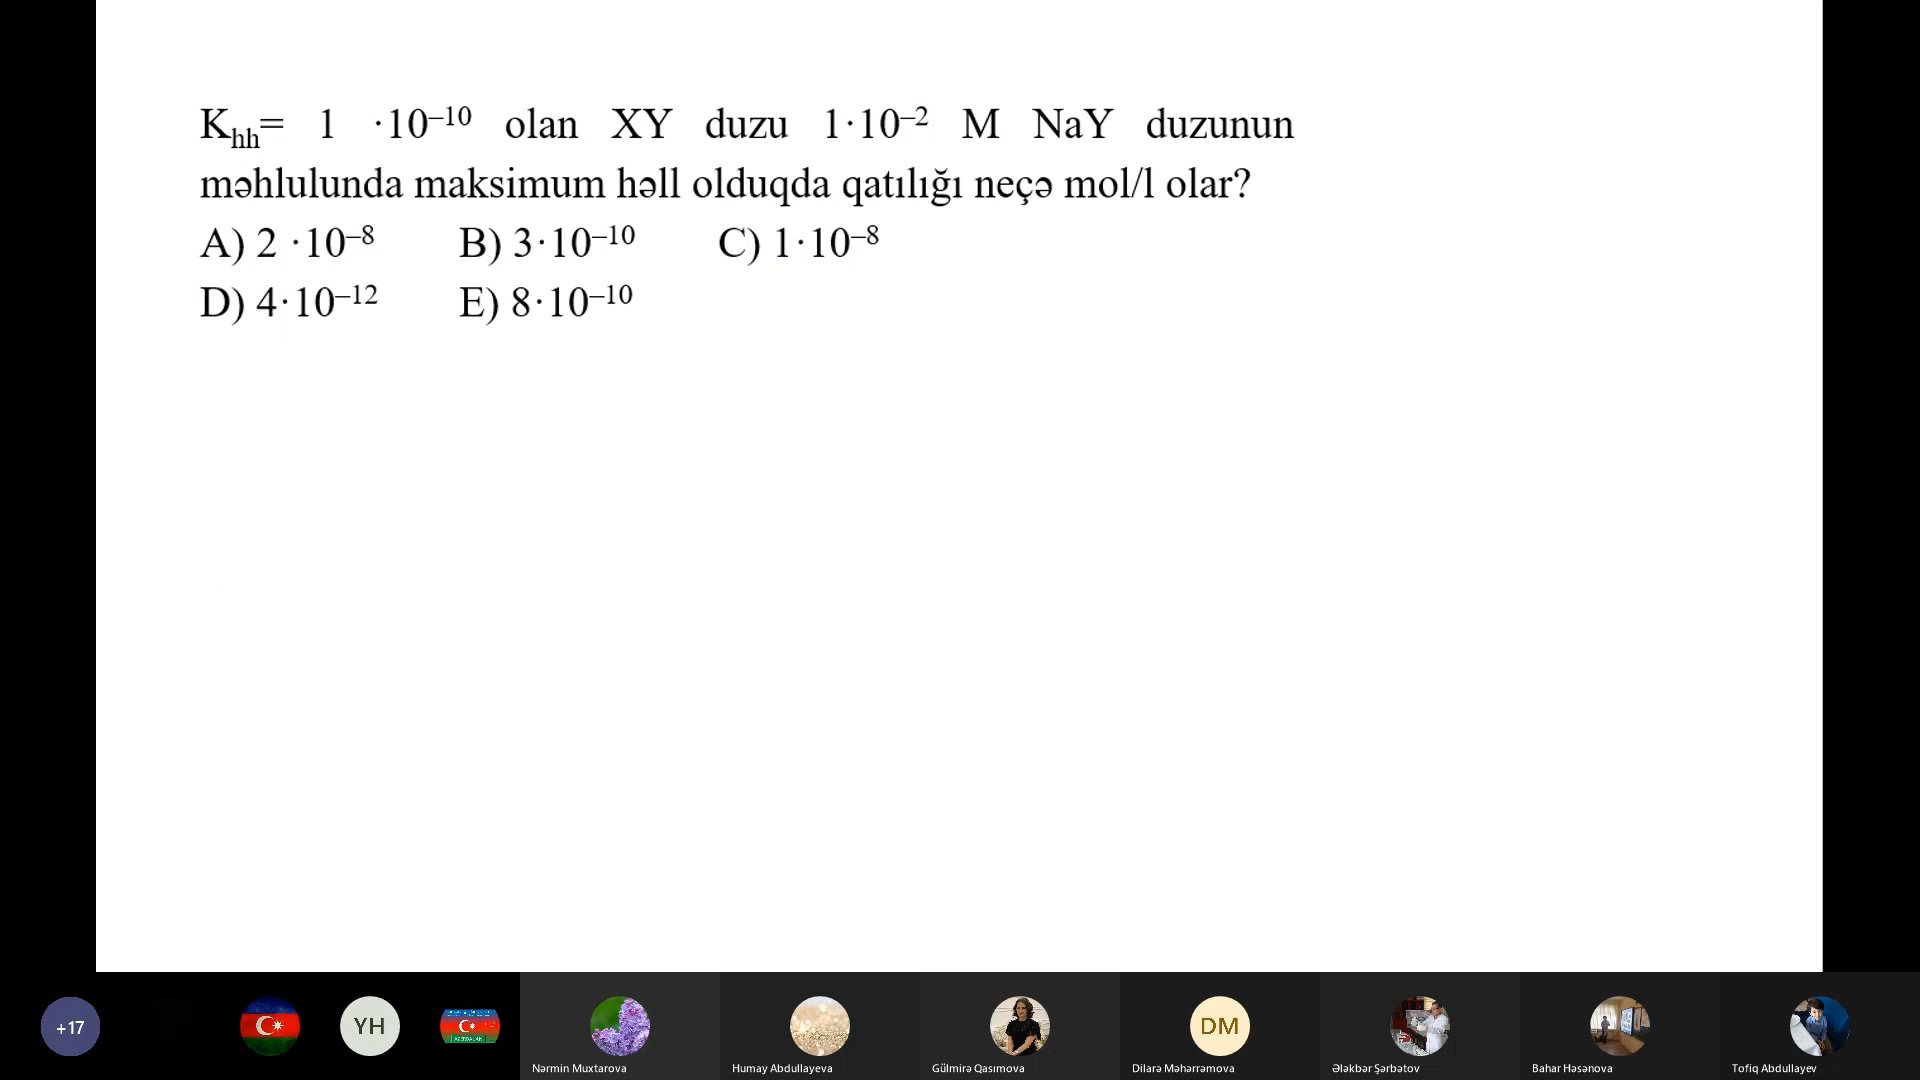 Khh= 1 ·10–10 olan XY duzu 1·10–2 M NaY duzunun
məhlulunda maksimum həll olduqda qatılığı neçə mol/l olar?
A) 2 ·10–8 B) 3·10–10 C) 1·10–8
D) 4·10–12 E) 8·10–10
+17 YH DM
AZERBAIJAN
Nərmin Muxtarova Humay Abdullayeva Gülmirə Qasımova Dilarə Məhərrəmova Ələkbər Şərbətov Bahar Həsənova Tofiq Abdullayev